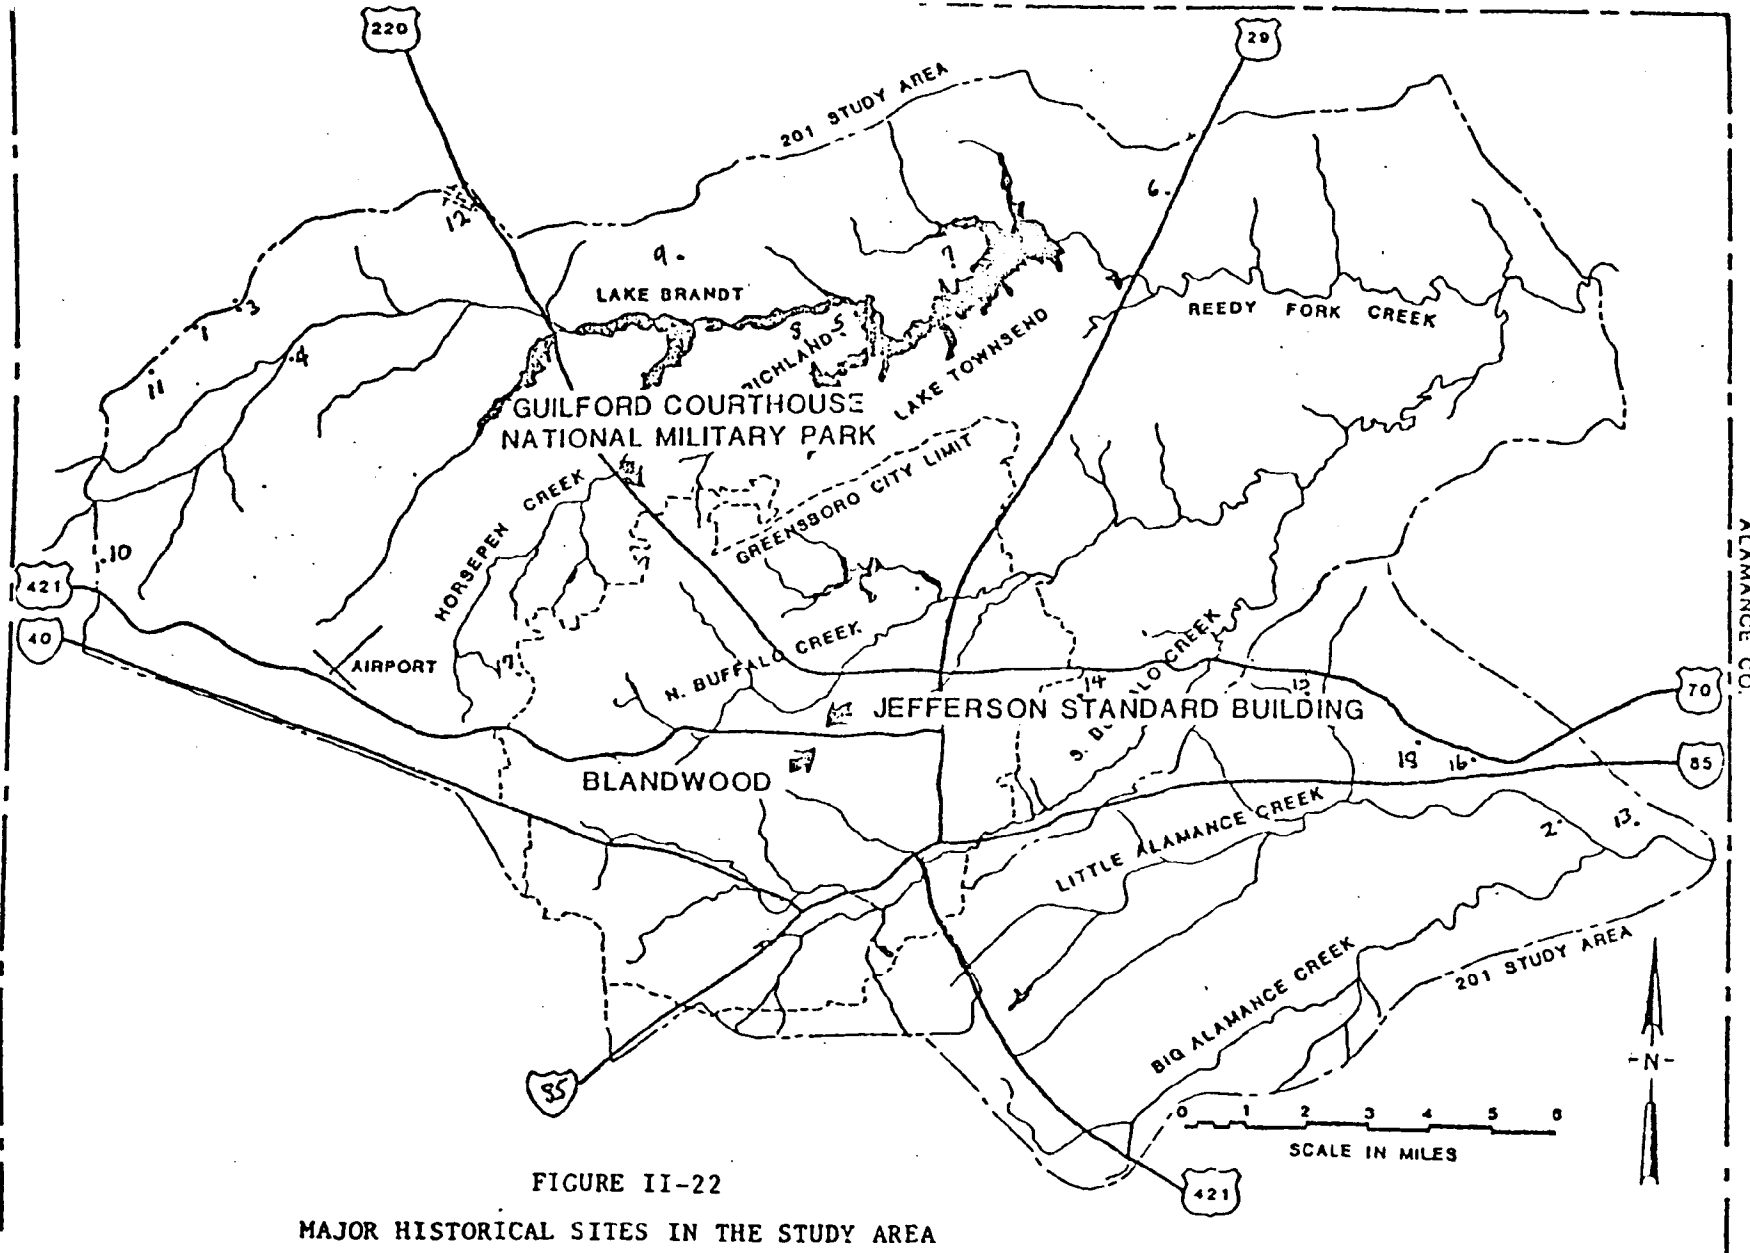 220
29
201 STUDY AREA
6.
12
9.
7
LAKE BRANDT
3
1
REEDY FORK CREEK
8
5
.4
RICHLAND
LAKE TOWNSEND
11
GUILFORD COURTHOUSE
NATIONAL MILITARY PARK
GREENSBORO CITY LIMIT
HORSEPEN CREEK
.10
ALAMANCE CO.
421
40
AIRPORT
17
N. BUFFALO CREEK
14
70
JEFFERSON STANDARD BUILDING
18
16.
85
BLANDWOOD
LITTLE ALAMANCE CREEK
2.
13.
201 STUDY AREA
BIG ALAMANCE CREEK
-N-
85
0 1 2 3 4 5 6
SCALE IN MILES
421
FIGURE II-22
MAJOR HISTORICAL SITES IN THE STUDY AREA